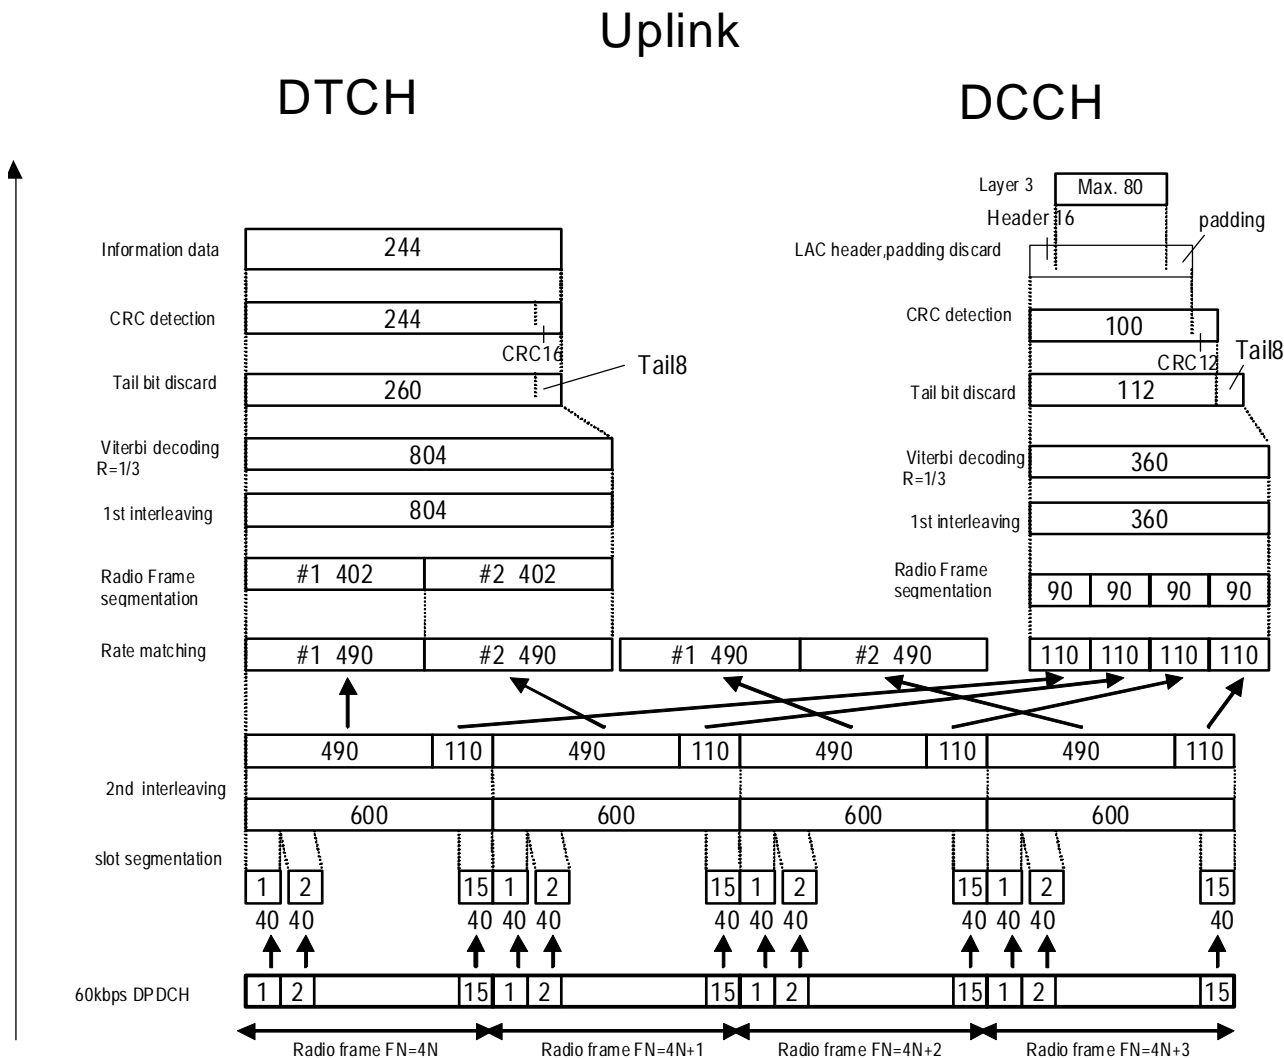 Uplink
DTCH
DCCH
Layer 3
Max. 80
Header 16
padding
Information data
244
LAC header,padding discard
CRC detection
244
CRC16
CRC detection
100
CRC12
Tail8
Tail8
Tail bit discard
260
Tail bit discard
112
Viterbi decoding
R=1/3
804
Viterbi decoding
R=1/3
360
1st interleaving
804
1st interleaving
360
Radio Frame
segmentation
#1 402
#2 402
Radio Frame
segmentation
90 90 90 90
Rate matching
#1 490
#2 490
#1 490
#2 490
110 110 110 110
490 110 490 110 490 110 490 110
2nd interleaving
600 600 600 600
slot segmentation
1 2 15 1 2 15 1 2 15 1 2 15
40 40 40 40 40 40 40 40 40 40 40 40
60kbps DPDCH
1 2 15 1 2 15 1 2 15 1 2 15
Radio frame FN=4N
Radio frame FN=4N+1
Radio frame FN=4N+2
Radio frame FN=4N+3